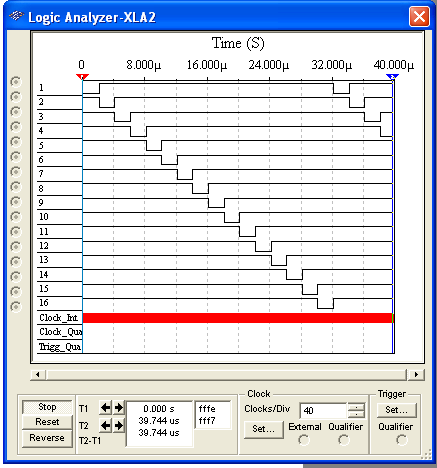 Logic Analyzer-XLA2
Time (S)
0 8.000µ 16.000µ 24.000µ 32.000µ 40.000µ
1
2
3
4
5
6
7
8
9
10
11
12
13
14
15
16
Clock_Int
Clock_Qua
Trigg_Qua
Stop
Reset
Reverse
T1 0.000 s fffe
T2 39.744 us fff7
T2-T1 39.744 us
Clock
Clocks/Div 40
Set... External Qualifier
Trigger
Set...
Qualifier